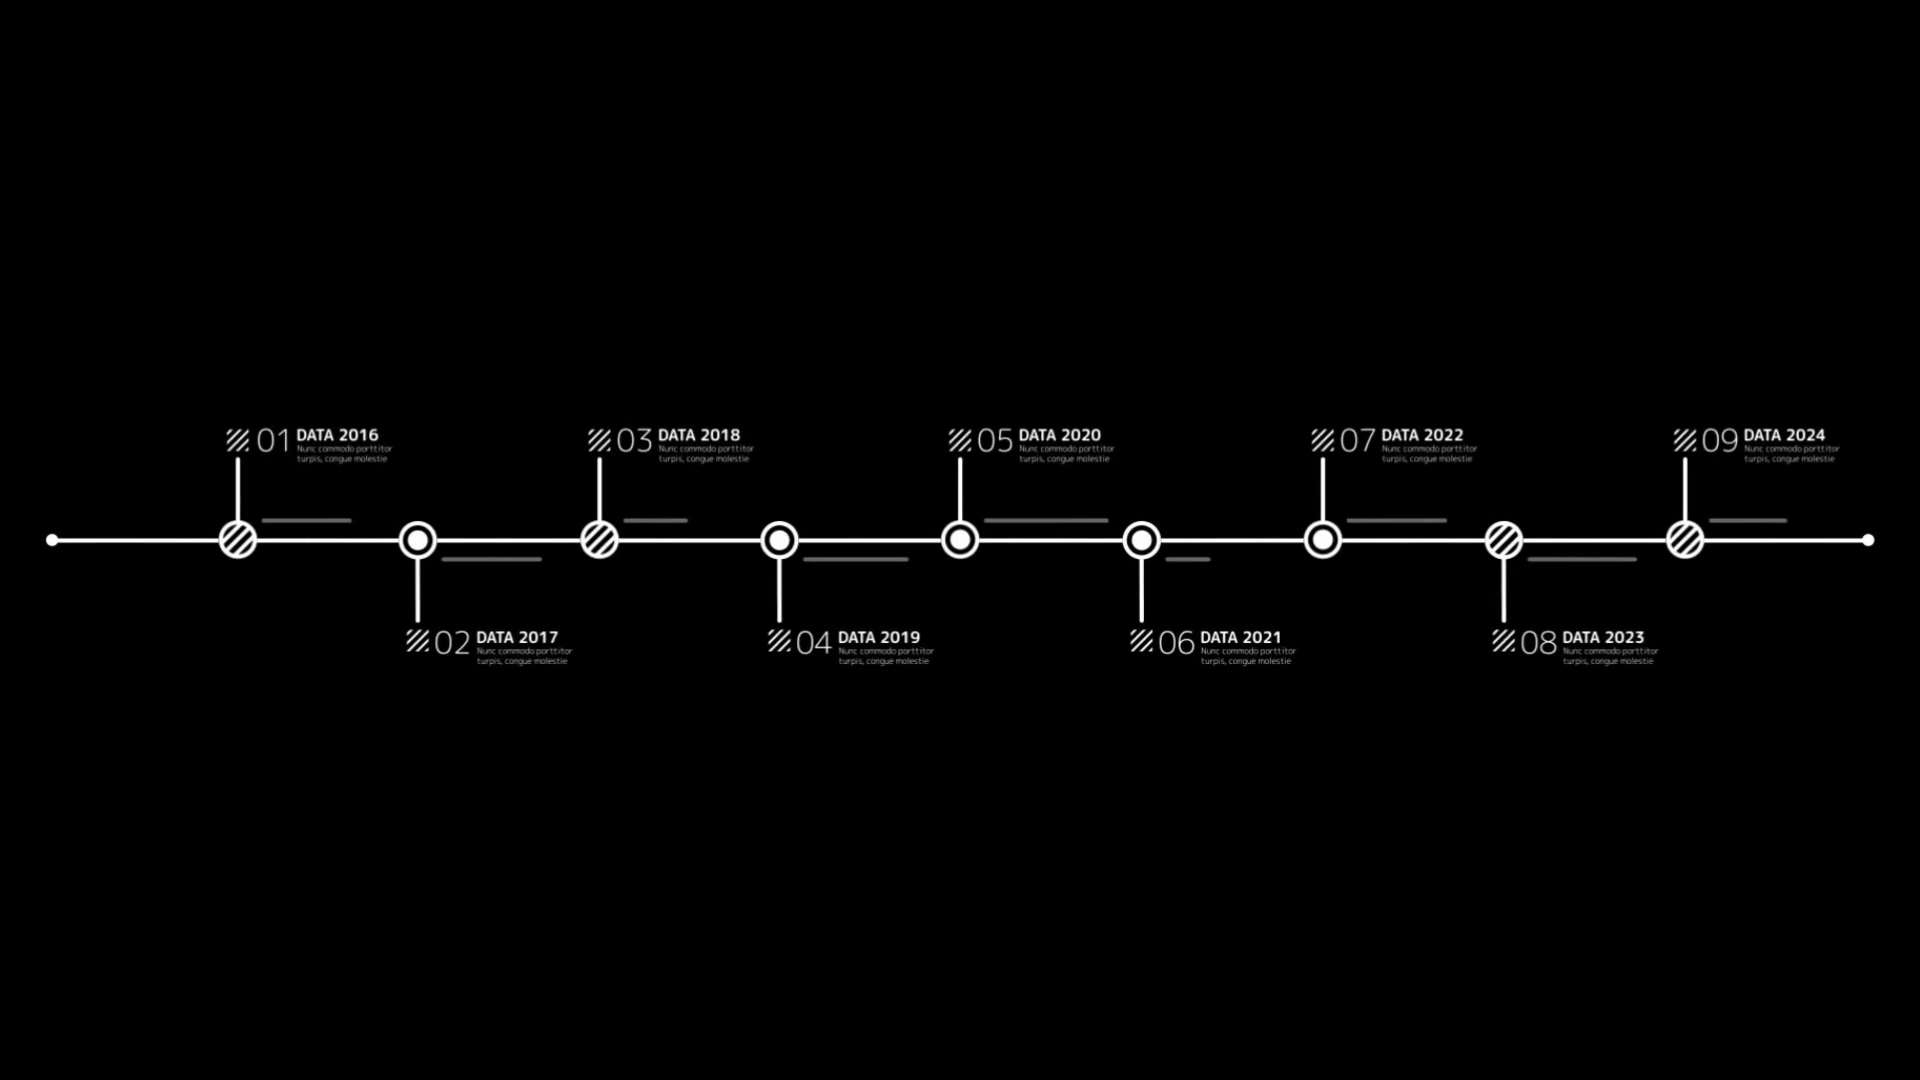 01 DATA 2016
Nunc commodo porttitor
turpis, congue molestie
02 DATA 2017
Nunc commodo porttitor
turpis, congue molestie
03 DATA 2018
Nunc commodo porttitor
turpis, congue molestie
04 DATA 2019
Nunc commodo porttitor
turpis, congue molestie
05 DATA 2020
Nunc commodo porttitor
turpis, congue molestie
06 DATA 2021
Nunc commodo porttitor
turpis, congue molestie
07 DATA 2022
Nunc commodo porttitor
turpis, congue molestie
08 DATA 2023
Nunc commodo porttitor
turpis, congue molestie
09 DATA 2024
Nunc commodo porttitor
turpis, congue molestie